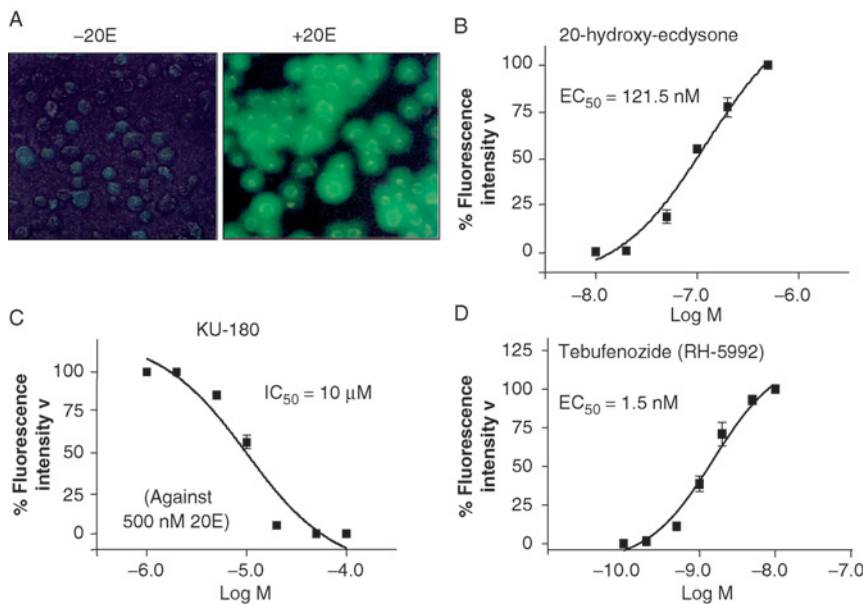 A
−20E
+20E
B
20-hydroxy-ecdysone
EC50 = 121.5 nM
% Fluorescence
intensity v
100
75
50
25
0
−8.0 −7.0 −6.0
Log M
C
KU-180
IC50 = 10 μM
(Against
500 nM 20E)
% Fluorescence
intensity v
100
75
50
25
0
−6.0 −5.0 −4.0
Log M
D
Tebufenozide (RH-5992)
EC50 = 1.5 nM
% Fluorescence
intensity v
125
100
75
50
25
0
−10.0 −9.0 −8.0 −7.0
Log M